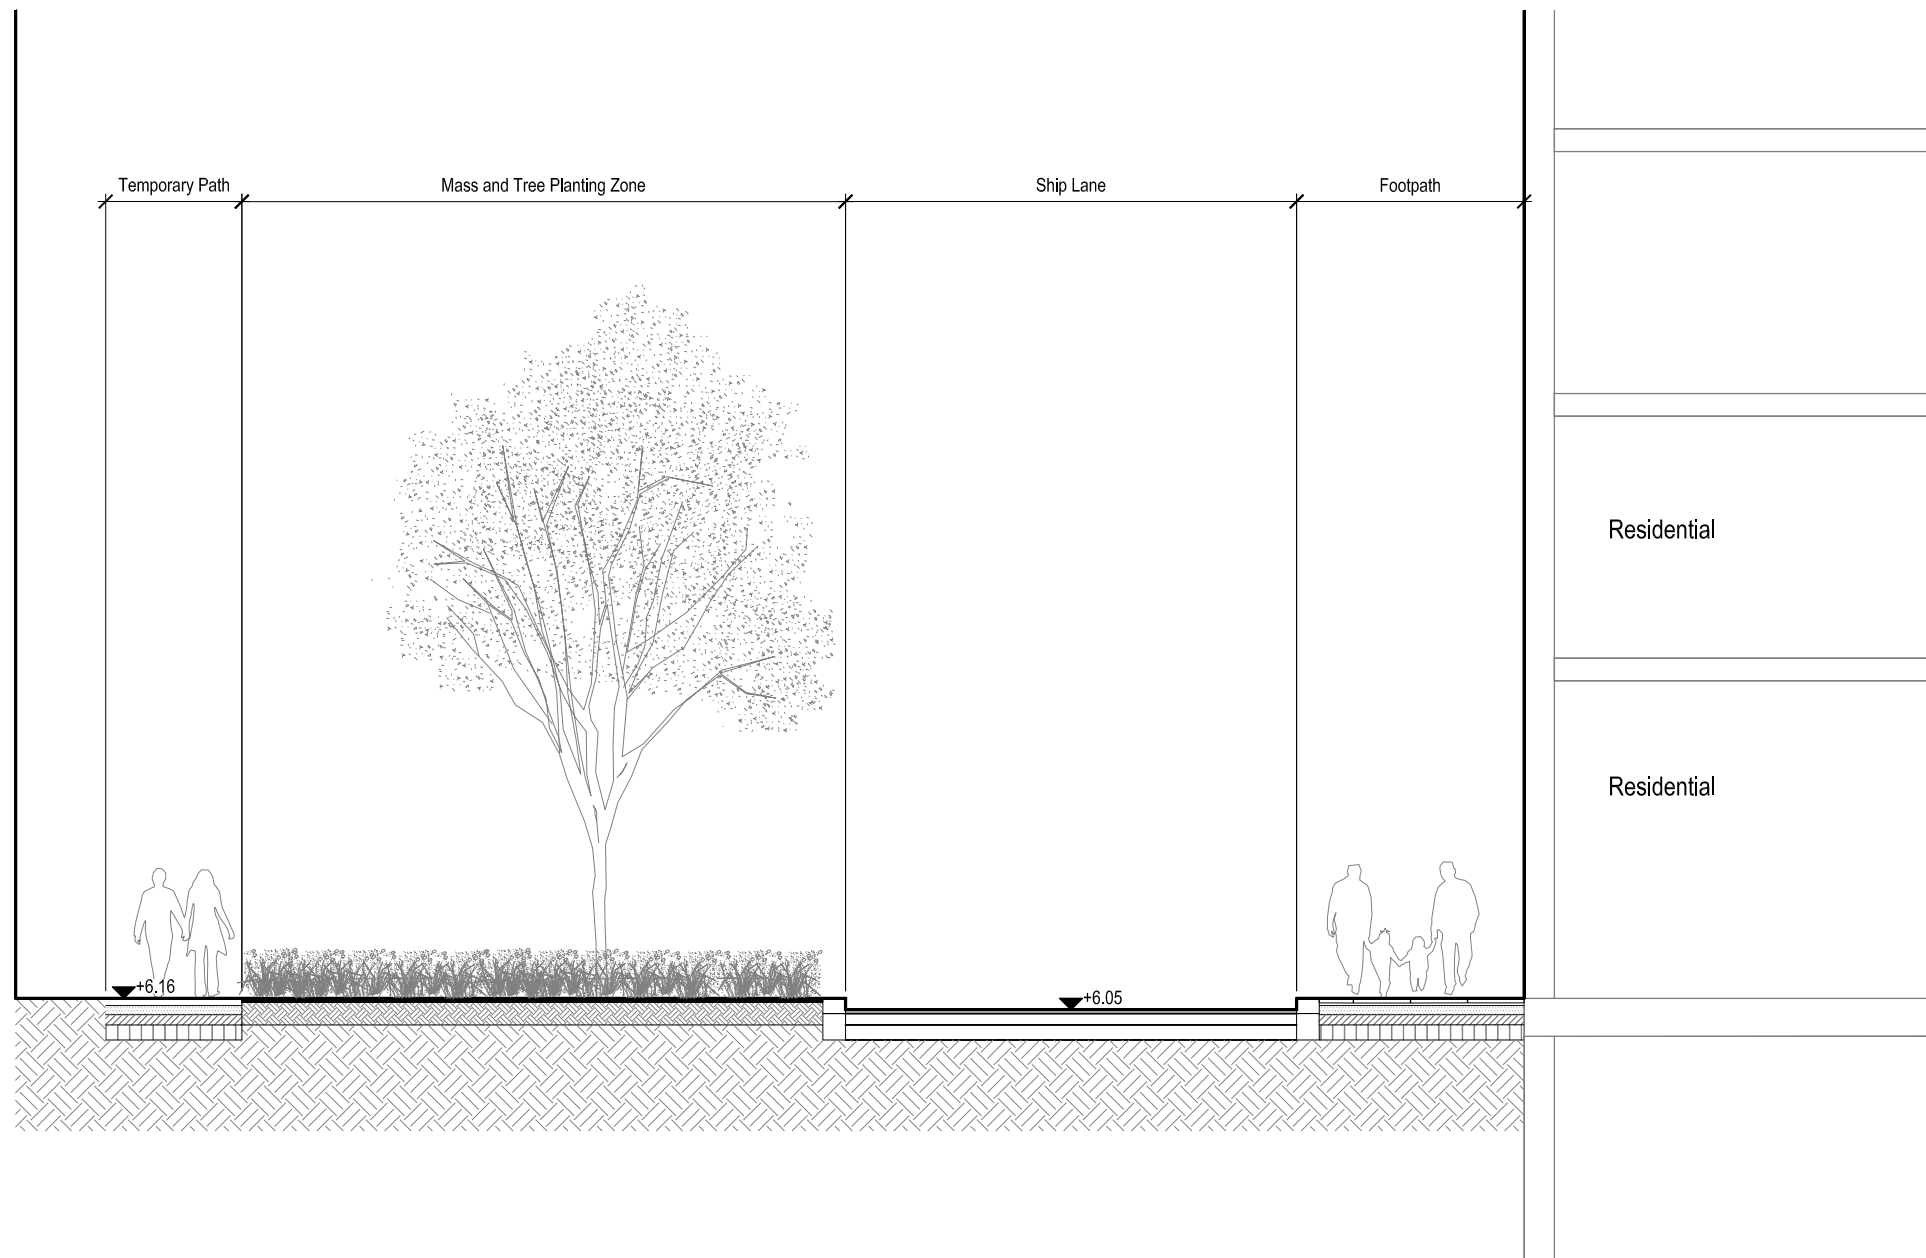 Temporary Path
Mass and Tree Planting Zone
Ship Lane
Footpath
Residential
Residential
+6.16
+6.05